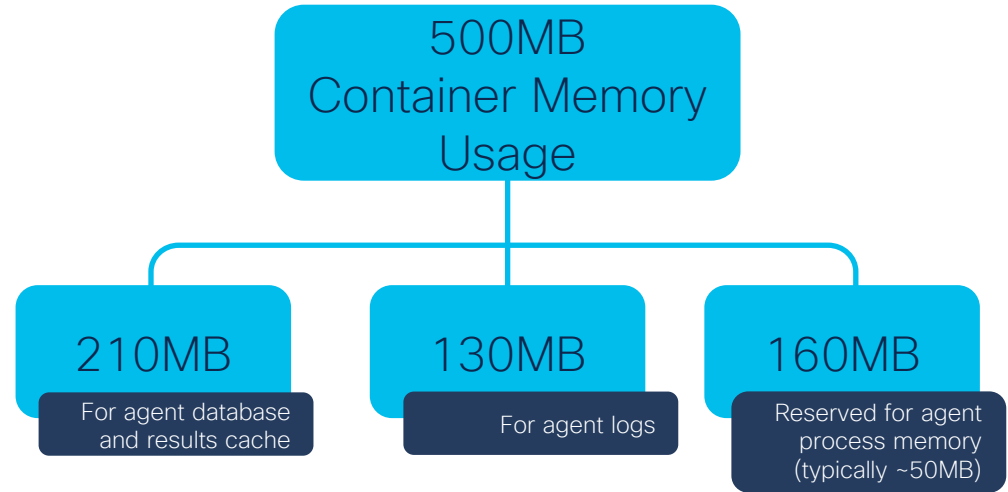 500MB
Container Memory
Usage
210MB
For agent database
and results cache
130MB
For agent logs
160MB
Reserved for agent
process memory
(typically ~50MB)